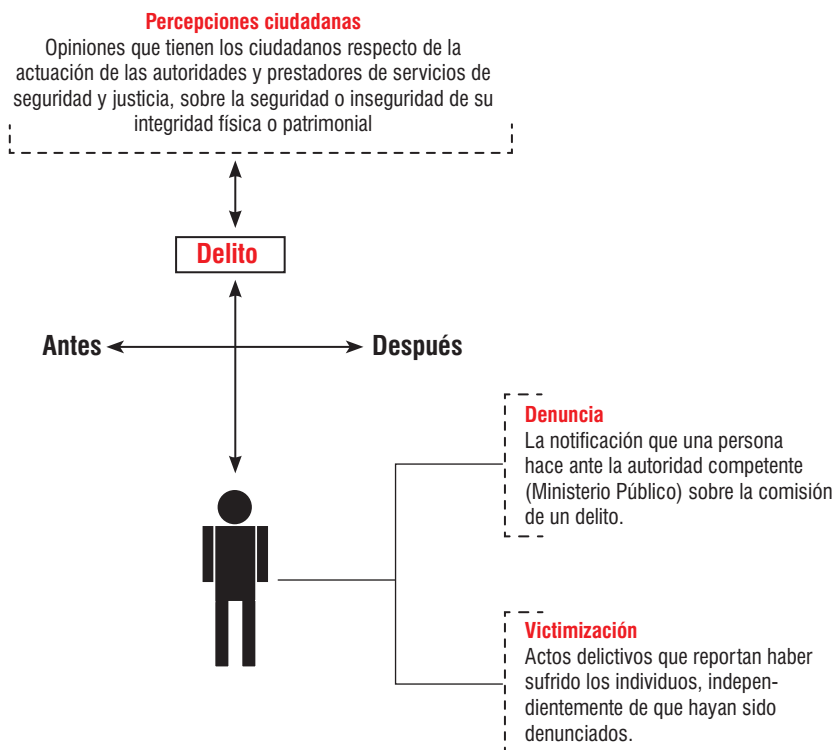 Percepciones ciudadanas
Opiniones que tienen los ciudadanos respecto de la
actuación de las autoridades y prestadores de servicios de
seguridad y justicia, sobre la seguridad o inseguridad de su
integridad física o patrimonial
Delito
Antes
Después
Denuncia
La notificación que una persona
hace ante la autoridad competente
(Ministerio Público) sobre la comisión
de un delito.
Victimización
Actos delictivos que reportan haber
sufrido los individuos, indepen-
dientemente de que hayan sido
denunciados.